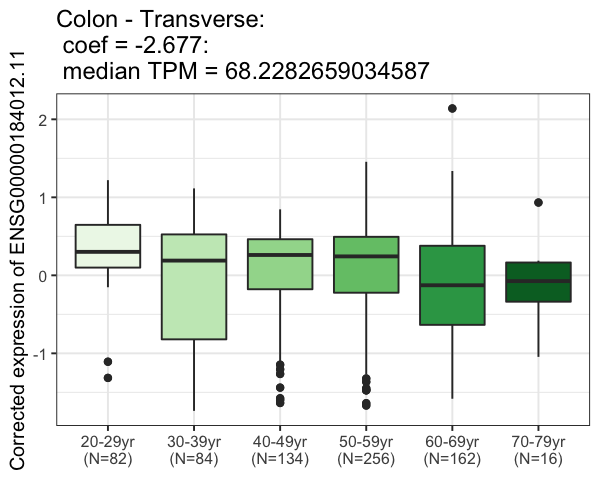 Colon - Transverse:
coef = -2.677:
median TPM = 68.2282659034587
Corrected expression of ENSG00000184012.11
2
1
0
-1
20-29yr 30-39yr 40-49yr 50-59yr 60-69yr 70-79yr
(N=82) (N=84) (N=134) (N=256) (N=162) (N=16)